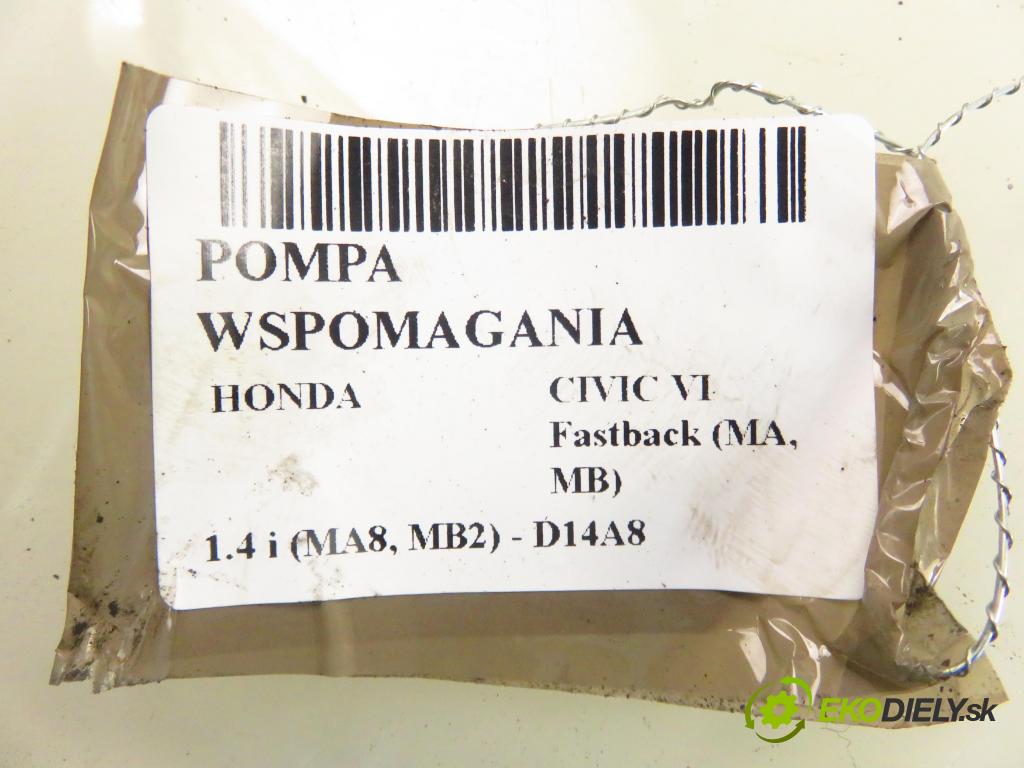 POMPA
WSPOMAGANIA
HONDA
CIVIC VI
Fastback (MA,
MB)
1.4 i (MA8, MB2) - D14A8
EKODIELY.sk